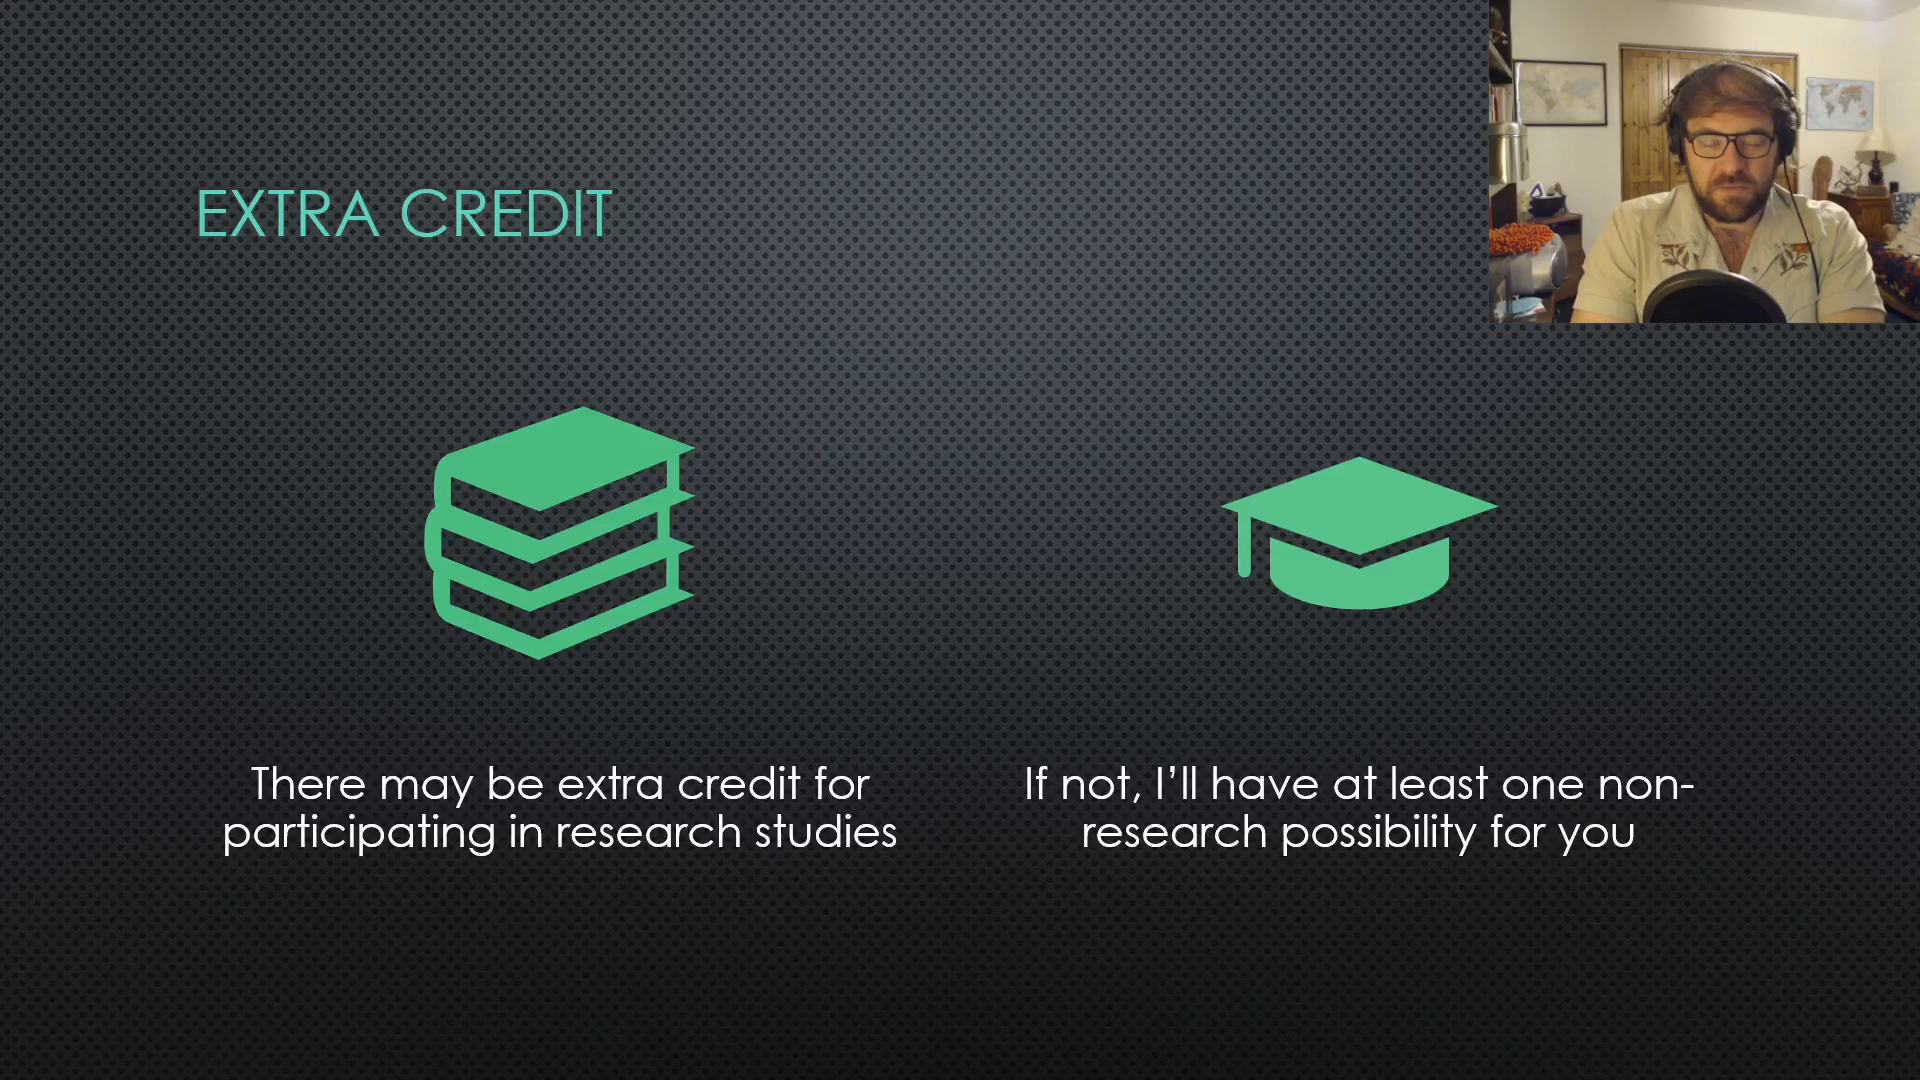 EXTRA CREDIT
There may be extra credit for
participating in research studies
If not, I’ll have at least one non-
research possibility for you